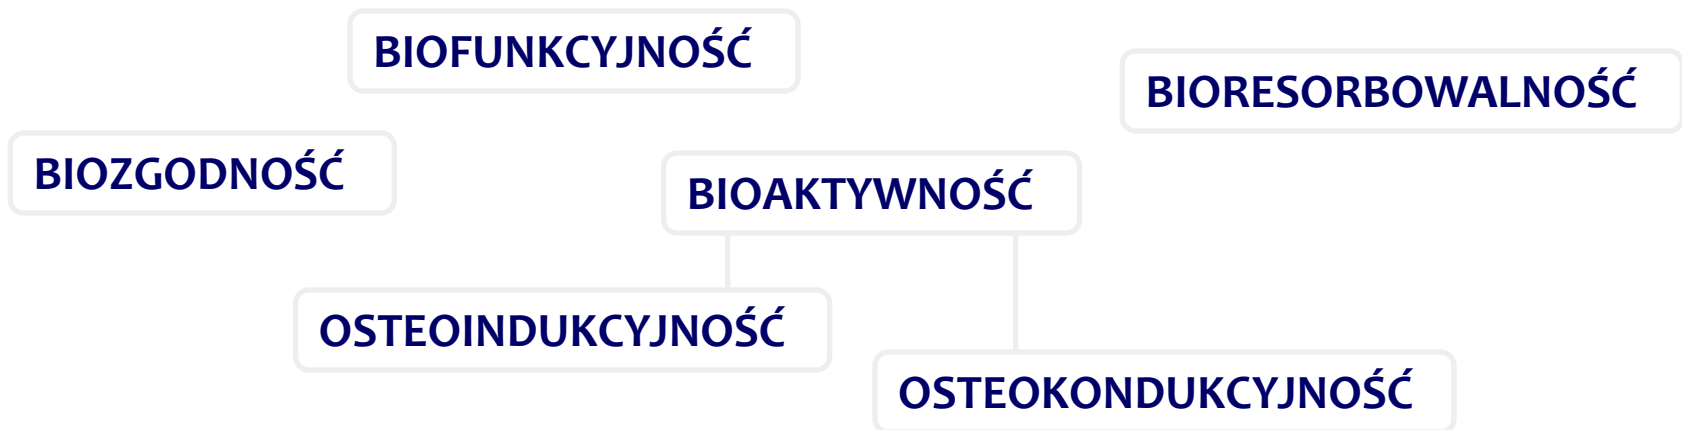 BIOFUNKCYJNOŚĆ
BIORESORBOWALNOŚĆ
BIOZGODNOŚĆ
BIOAKTYWNOŚĆ
OSTEOINDUKCYJNOŚĆ
OSTEOKONDUKCYJNOŚĆ